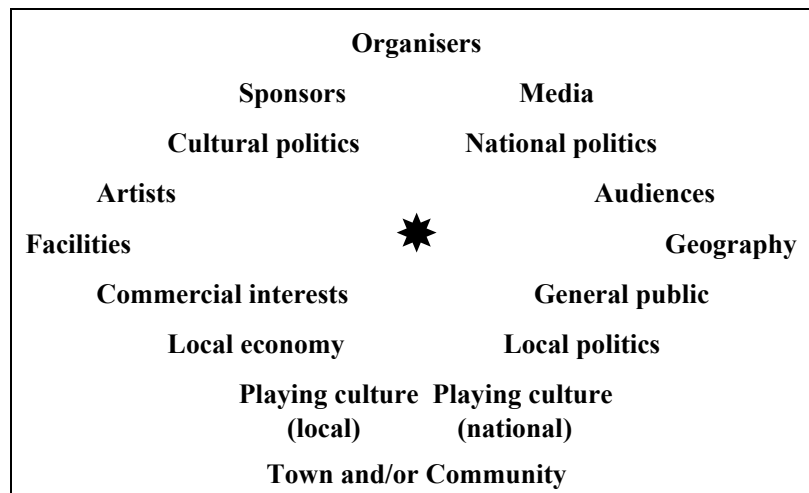 Organisers
Sponsors Media
Cultural politics National politics
Artists Audiences
Facilities Geography
Commercial interests General public
Local economy Local politics
Playing culture Playing culture
(local) (national)
Town and/or Community